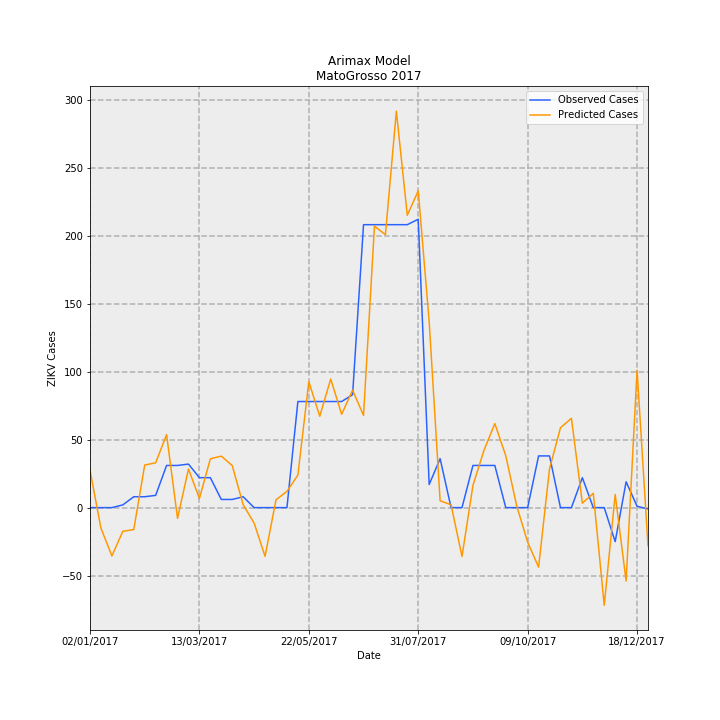 Arimax Model
MatoGrosso 2017
Observed Cases
Predicted Cases
300
250
200
150
100
50
0
−50
ZIKV Cases
02/01/2017 13/03/2017 22/05/2017 31/07/2017 09/10/2017 18/12/2017
Date